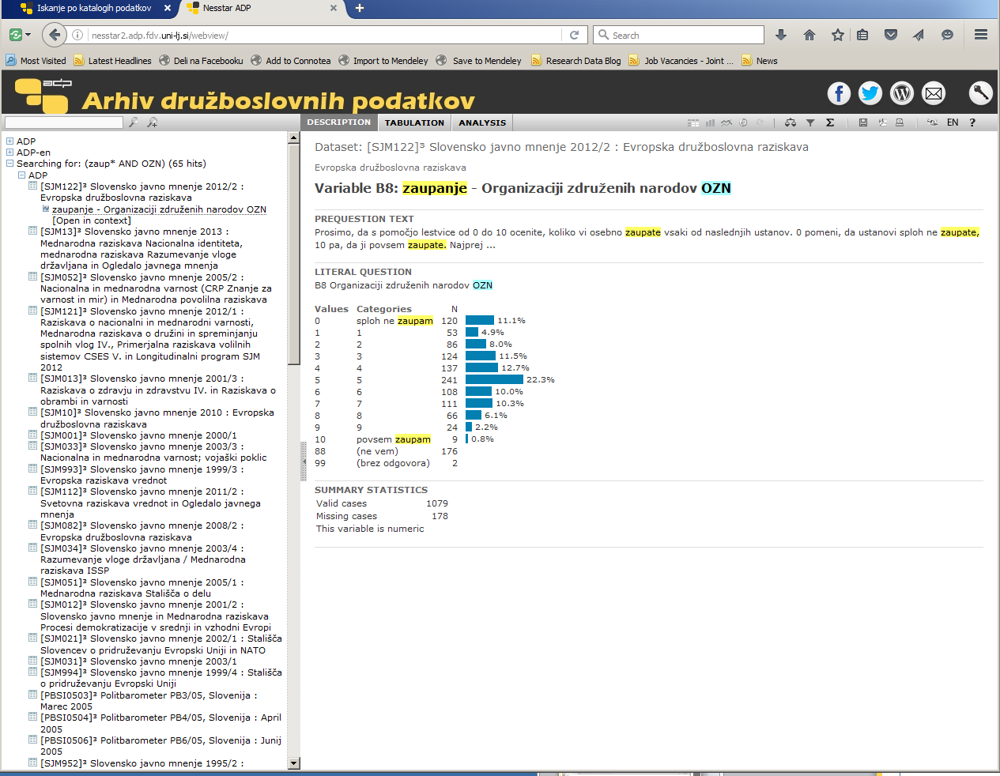 Iskanje po katalogih podatkov
Nesstar ADP
nesstar2.adp.fdv.uni-lj.si/webview/
Search
Most Visited
Latest Headlines
Deli na Facebooku
Add to Connotea
Import to Mendeley
Save to Mendeley
Research Data Blog
Job Vacancies - Joint ...
News
adp
Arhiv družboslovnih podatkov
DESCRIPTION
TABULATION
ANALYSIS
EN
?
ADP
ADP-en
Searching for: (zaup* AND OZN) (65 hits)
ADP
[SJM122]³ Slovensko javno mnenje 2012/2 :
Evropska družboslovna raziskava
zaupanje - Organizaciji združenih narodov OZN
[Open in context]
[SJM13]³ Slovensko javno mnenje 2013 :
Mednarodna raziskava Nacionalna identiteta,
mednarodna raziskava Razumevanje vloge
državljana in Ogledalo javnega mnenja
[SJM052]³ Slovensko javno mnenje 2005/2 :
Nacionalna in mednarodna varnost (CRP Znanje za
varnost in mir) in Mednarodna povolilna raziskava
[SJM121]³ Slovensko javno mnenje 2012/1 :
Raziskava o nacionalni in mednarodni varnosti,
Mednarodna raziskava o družini in spreminjanju
spolnih vlog IV., Primerjalna raziskava volilnih
sistemov CSES V. in Longitudinalni program SJM
2012
[SJM013]³ Slovensko javno mnenje 2001/3 :
Raziskava o zdravju in zdravstvu IV. in Raziskava o
obrambi in varnosti
[SJM10]³ Slovensko javno mnenje 2010 : Evropska
družboslovna raziskava
[SJM001]³ Slovensko javno mnenje 2000/1
[SJM033]³ Slovensko javno mnenje 2003/3 :
Nacionalna in mednarodna varnost; vojaški poklic
[SJM993]³ Slovensko javno mnenje 1999/3 :
Evropska raziskava vrednot
[SJM112]³ Slovensko javno mnenje 2011/2 :
Svetovna raziskava vrednot in Ogledalo javnega
mnenja
[SJM082]³ Slovensko javno mnenje 2008/2 :
Evropska družboslovna raziskava
[SJM034]³ Slovensko javno mnenje 2003/4 :
Razumevanje vloge državljana / Mednarodna
raziskava ISSP
[SJM051]³ Slovensko javno mnenje 2005/1 :
Mednarodna raziskava Stališča o delu
[SJM012]³ Slovensko javno mnenje 2001/2 :
Slovensko javno mnenje in Mednarodna raziskava
Procesi demokratizacije v srednji in vzhodni Evropi
[SJM021]³ Slovensko javno mnenje 2002/1 : Stališča
Slovencev o pridruževanju Evropski Uniji in NATO
[SJM031]³ Slovensko javno mnenje 2003/1
[SJM994]³ Slovensko javno mnenje 1999/4 : Stališča
o pridruževanju Evropski Uniji
[PBSI0503]³ Politbarometer PB3/05, Slovenija :
Marec 2005
[PBSI0504]³ Politbarometer PB4/05, Slovenija : April
2005
[PBSI0506]³ Politbarometer PB6/05, Slovenija : Junij
2005
[SJM952]³ Slovensko javno mnenje 1995/2 :
Dataset: [SJM122]³ Slovensko javno mnenje 2012/2 : Evropska družboslovna raziskava
Evropska družboslovna raziskava
Variable B8: zaupanje - Organizaciji združenih narodov OZN
PREQUESTION TEXT
Prosimo, da s pomočjo lestvice od 0 do 10 ocenite, koliko vi osebno zaupate vsaki od naslednjih ustanov. 0 pomeni, da ustanovi sploh ne zaupate,
10 pa, da ji povsem zaupate. Najprej ...
LITERAL QUESTION
B8 Organizaciji združenih narodov OZN
Values Categories N
0 sploh ne zaupam 120 11.1%
1 1 53 4.9%
2 2 86 8.0%
3 3 124 11.5%
4 4 137 12.7%
5 5 241 22.3%
6 6 108 10.0%
7 7 111 10.3%
8 8 66 6.1%
9 9 24 2.2%
10 povsem zaupam 9 0.8%
88 (ne vem) 176
99 (brez odgovora) 2
SUMMARY STATISTICS
Valid cases 1079
Missing cases 178
This variable is numeric